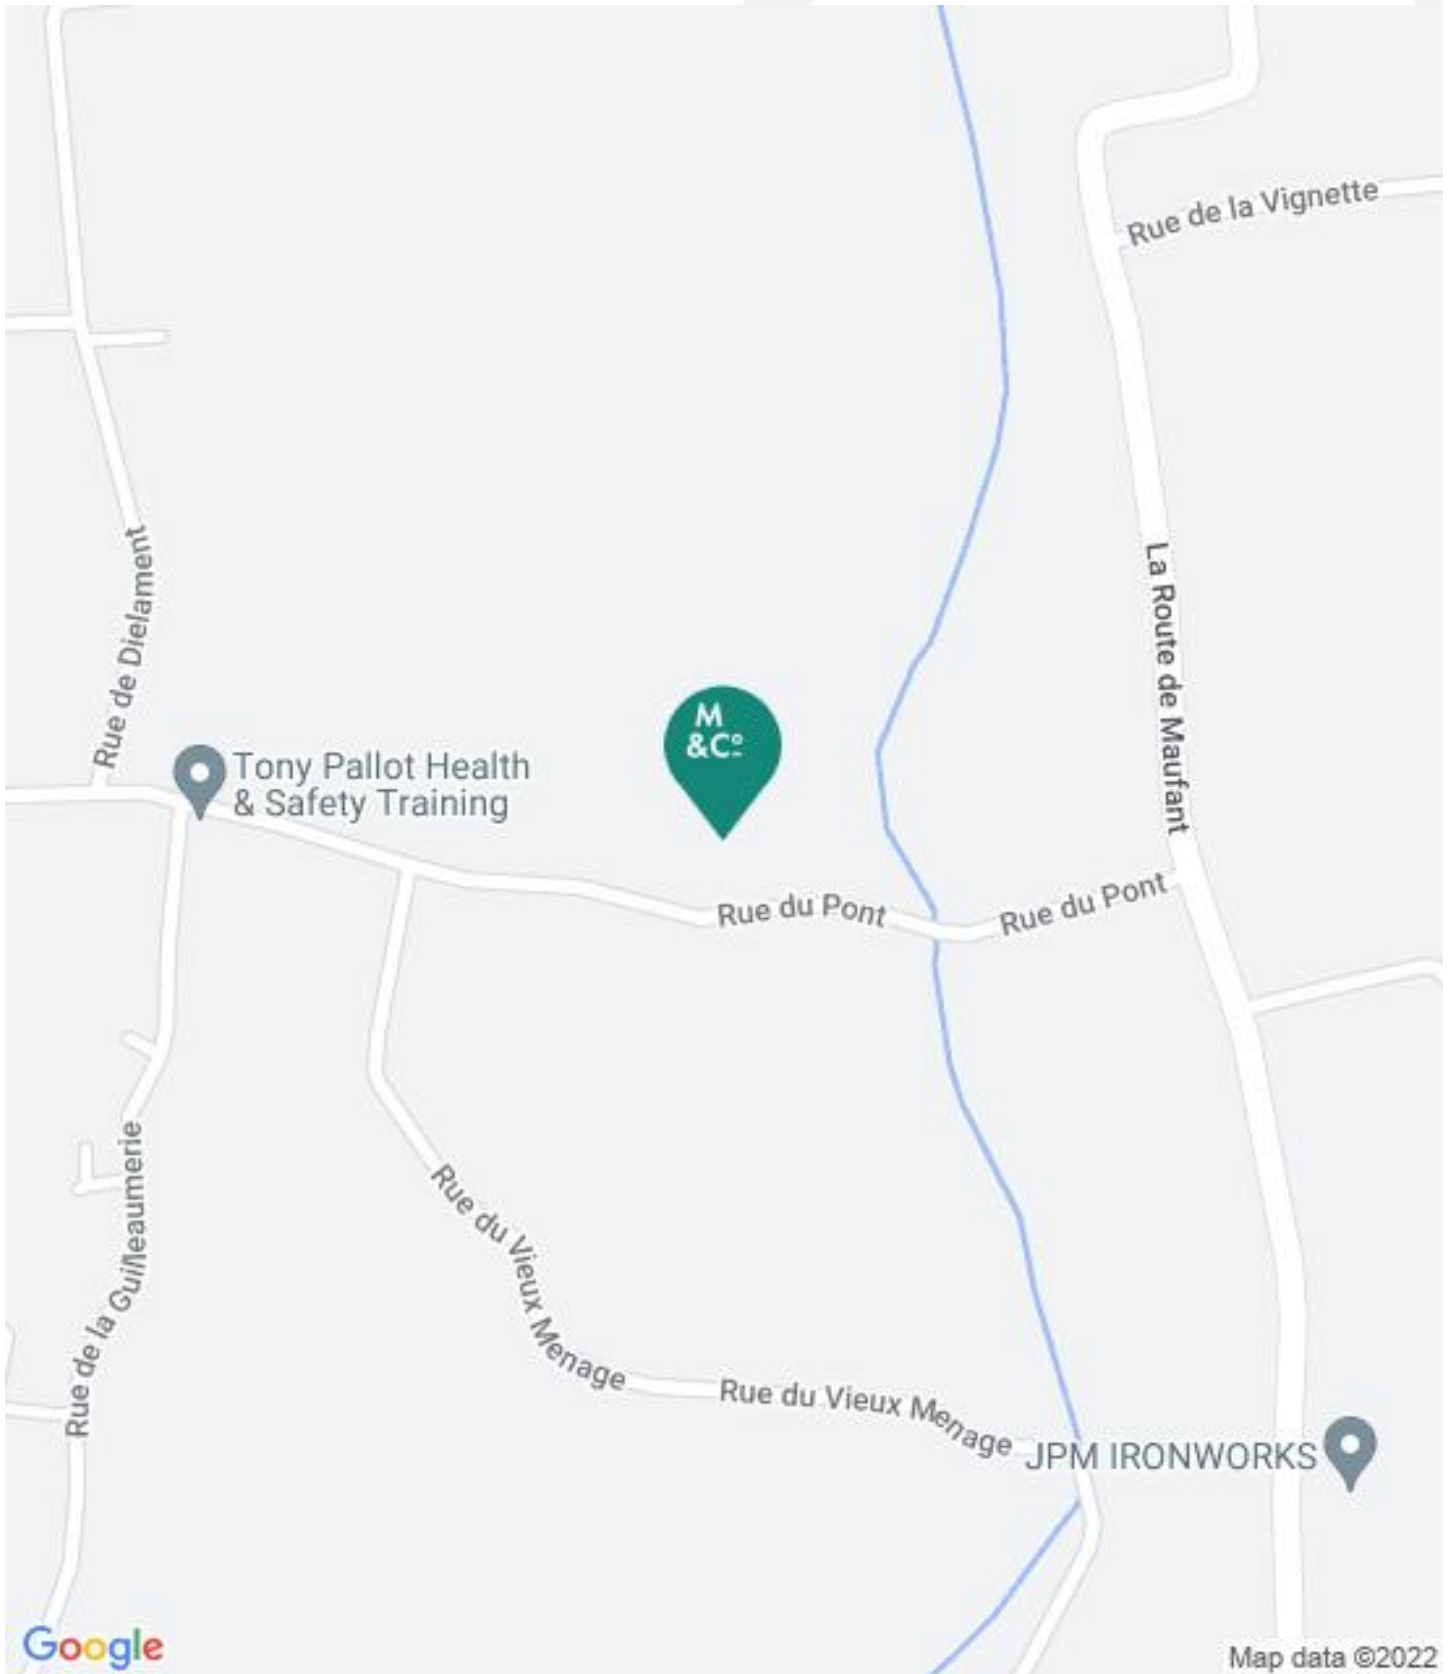 Rue de la Vignette
Rue de Dielament
La Route de Maufant
M
&Cº
Tony Pallot Health
& Safety Training
Rue du Pont
Rue du Pont
Rue de la Guilleaumerie
Rue du Vieux Menage
Rue du Vieux Menage
JPM IRONWORKS
Google
Map data ©2022